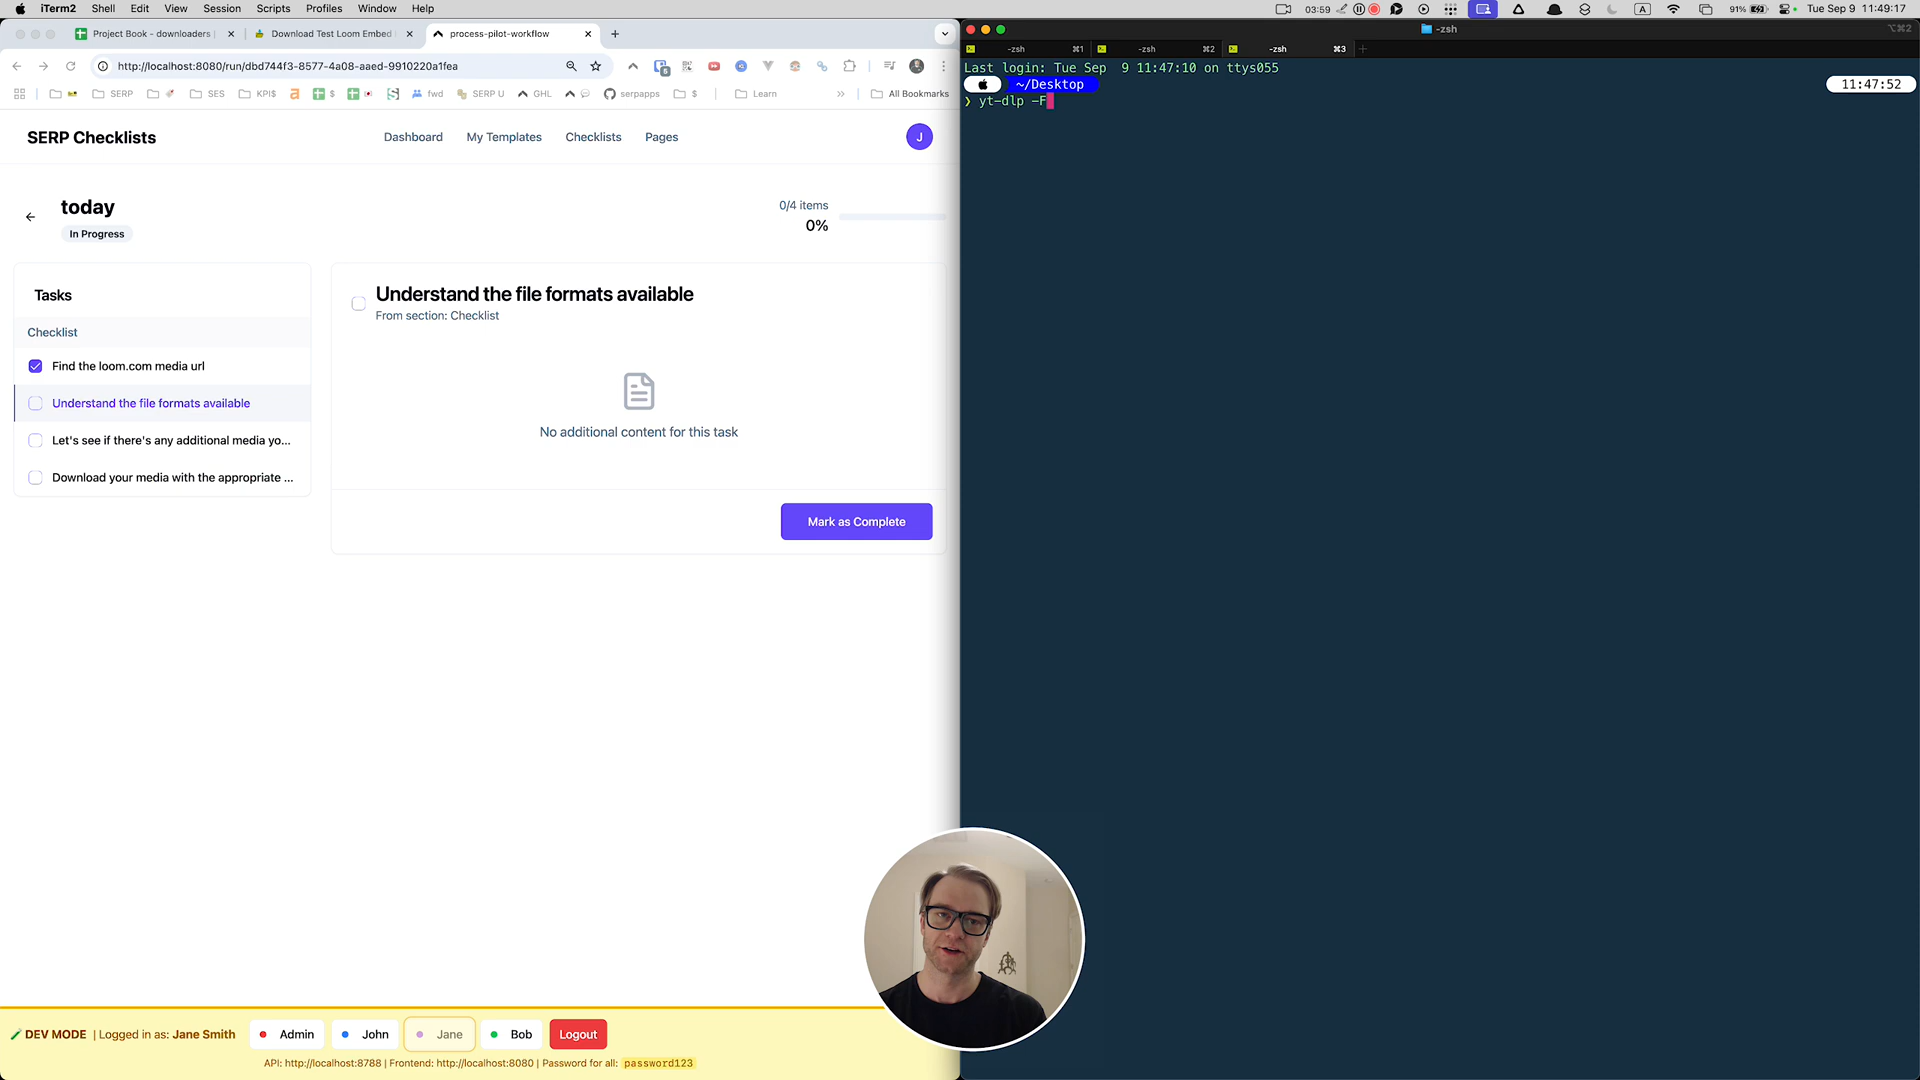 iTerm2 Shell Edit View Session Scripts Profiles Window Help
03:59 A 91% Tue Sep 9 11:49:17
Project Book - downloaders
Download Test Loom Embed
process-pilot-workflow
http://localhost:8080/run/dbd744f3-8577-4a08-aaed-9910220a1fea
SERP SES KPI$ $ fwd SERP U GHL serpapps $ Learn » All Bookmarks
SERP Checklists
Dashboard My Templates Checklists Pages
J
today
In Progress
0/4 items
0%
Tasks
Checklist
Find the loom.com media url
Understand the file formats available
Let's see if there's any additional media yo...
Download your media with the appropriate ...
Understand the file formats available
From section: Checklist
No additional content for this task
Mark as Complete
DEV MODE | Logged in as: Jane Smith Admin John Jane Bob Logout
API: http://localhost:8788 | Frontend: http://localhost:8080 | Password for all: password123
-zsh ⌥⌘2
-zsh ⌘1 -zsh ⌘2 -zsh ⌘3
Last login: Tue Sep 9 11:47:10 on ttys055
~/Desktop 11:47:52
❯ yt-dlp -F